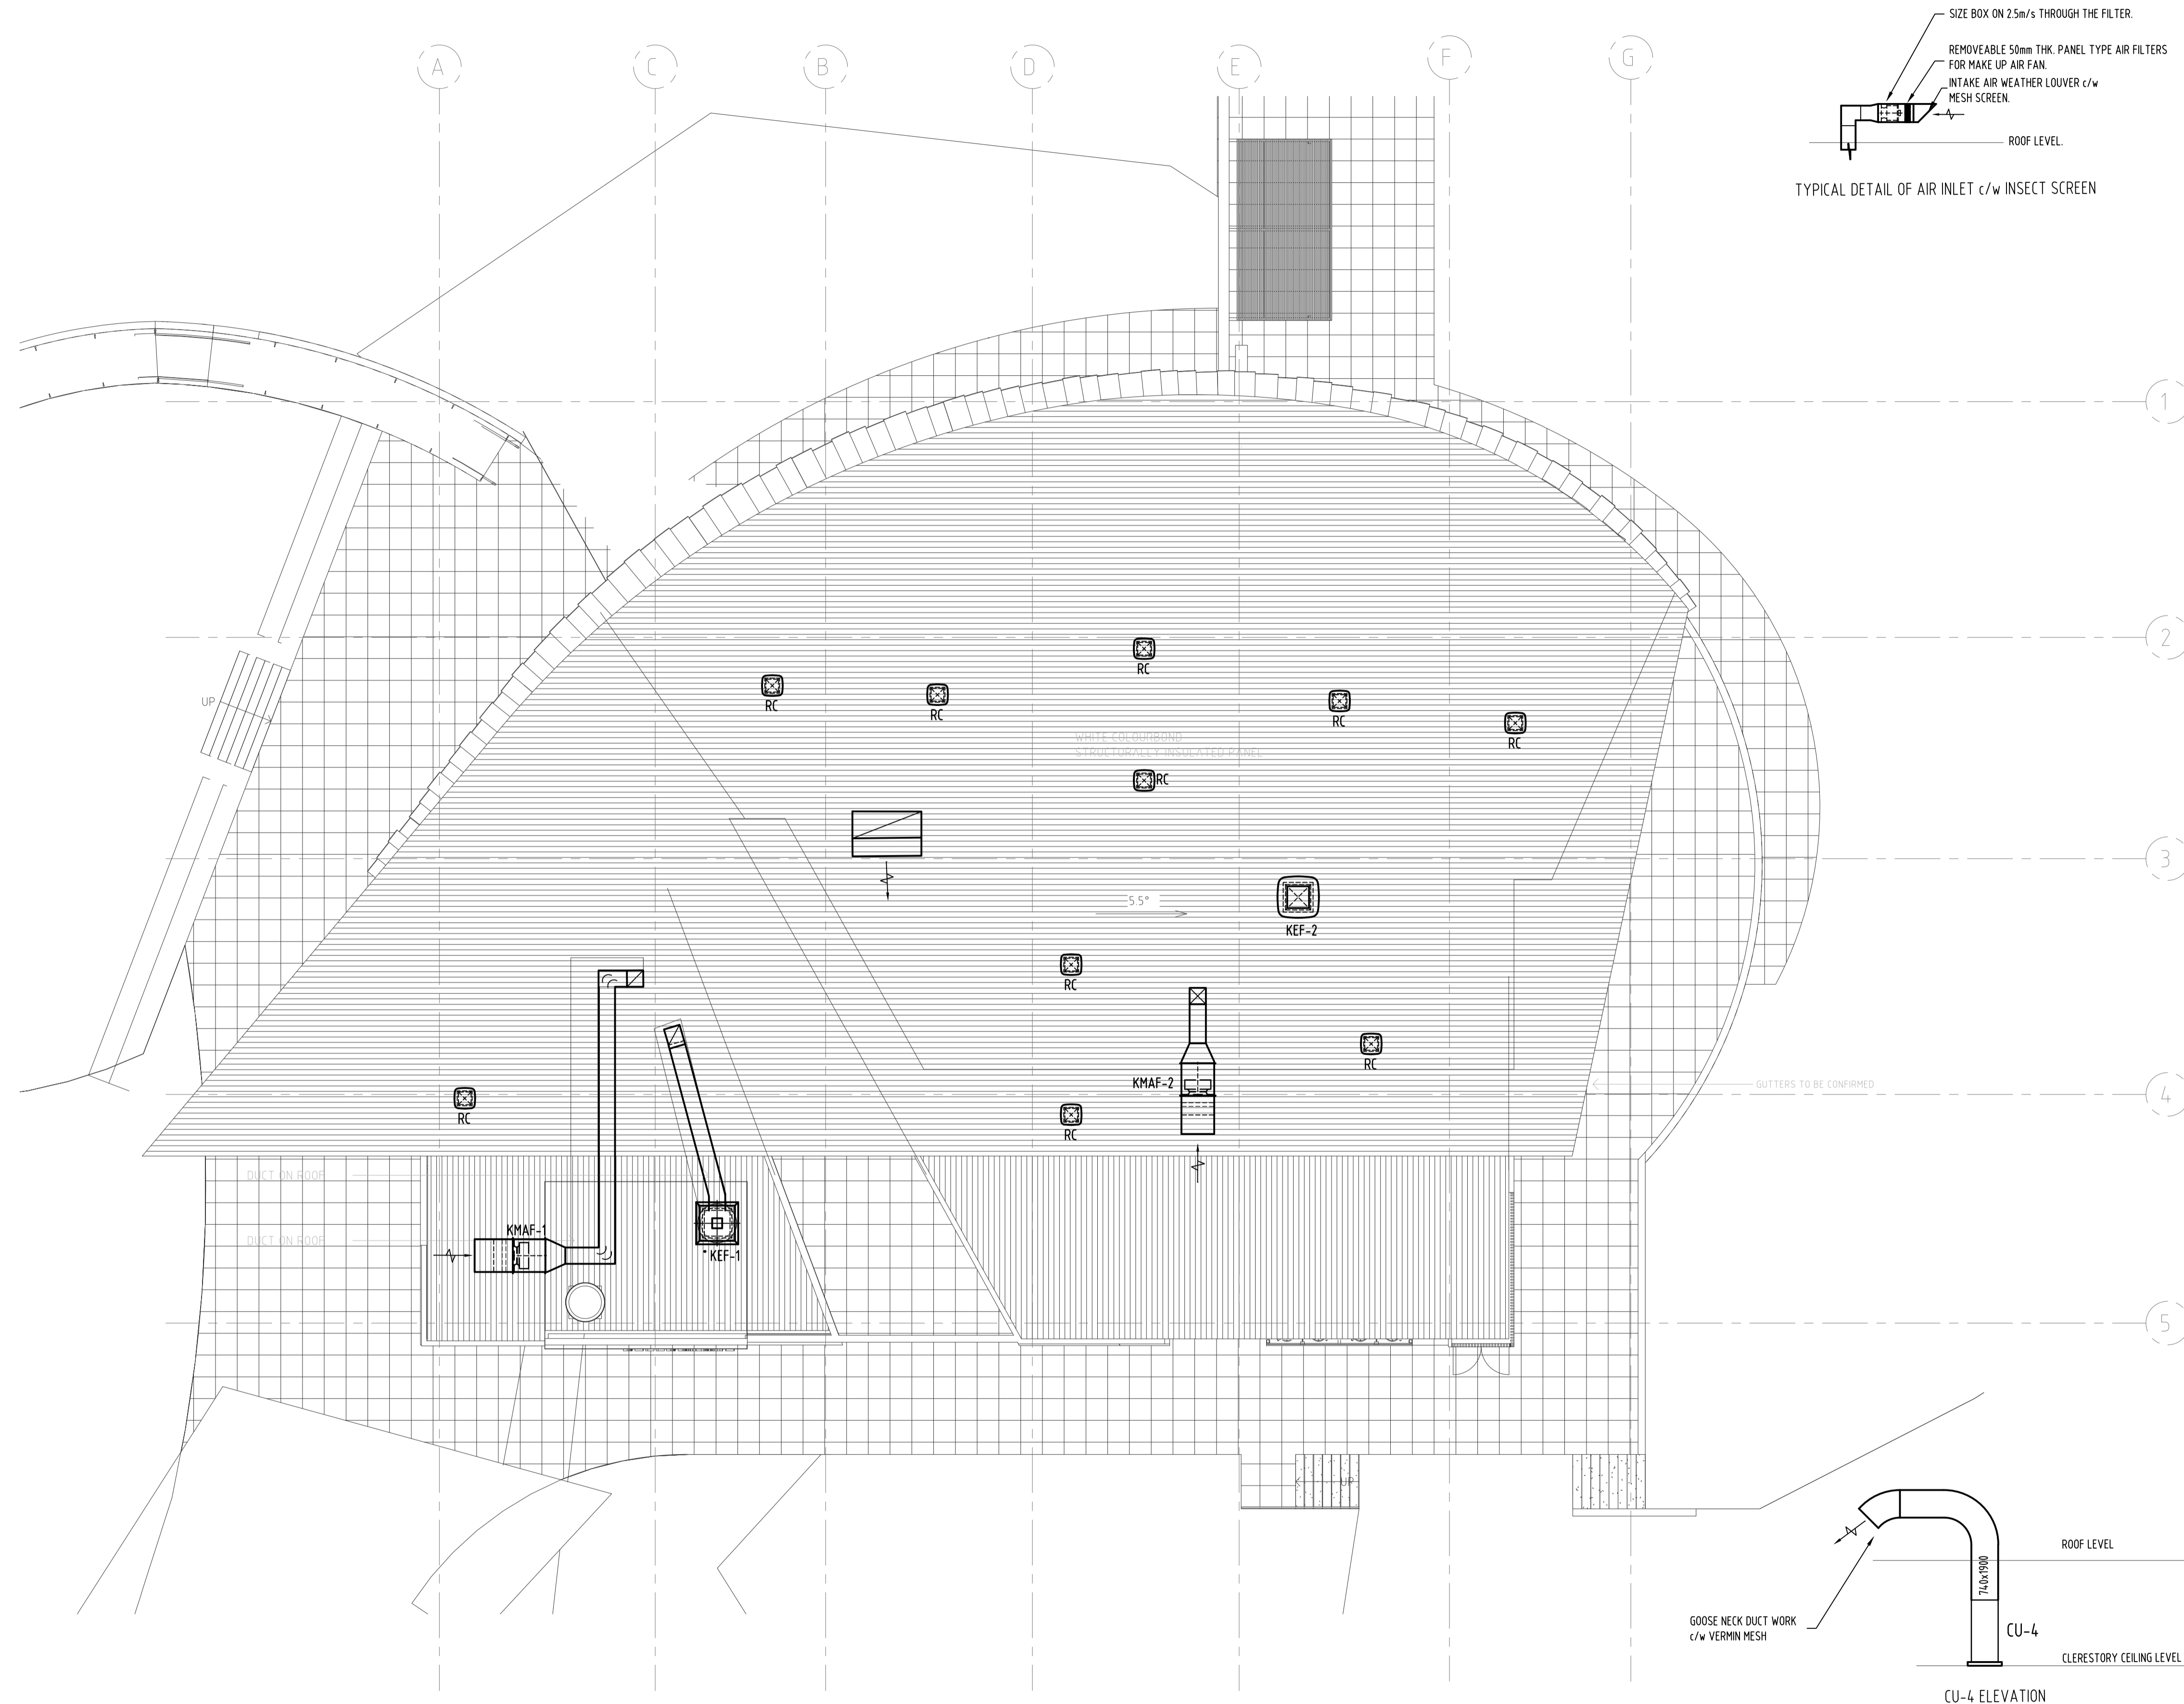 SIZE BOX ON 2.5m/s THROUGH THE FILTER.
REMOVEABLE 50mm THK. PANEL TYPE AIR FILTERS
FOR MAKE UP AIR FAN.
INTAKE AIR WEATHER LOUVER c/w
MESH SCREEN.
ROOF LEVEL.
TYPICAL DETAIL OF AIR INLET c/w INSECT SCREEN
A
C
B
D
E
F
G
1
2
UP
RC
RC
RC
RC
RC
WHITE COLOURBOND
STRUCTURALLY INSULATED PANEL
RC
3
5.5°
KEF-2
RC
RC
KMAF-2
GUTTERS TO BE CONFIRMED
4
RC
RC
DUCT ON ROOF
DUCT ON ROOF
KMAF-1
* KEF-1
5
UP
740x1900
ROOF LEVEL
GOOSE NECK DUCT WORK
c/w VERMIN MESH
CU-4
CLERESTORY CEILING LEVEL
CU-4 ELEVATION